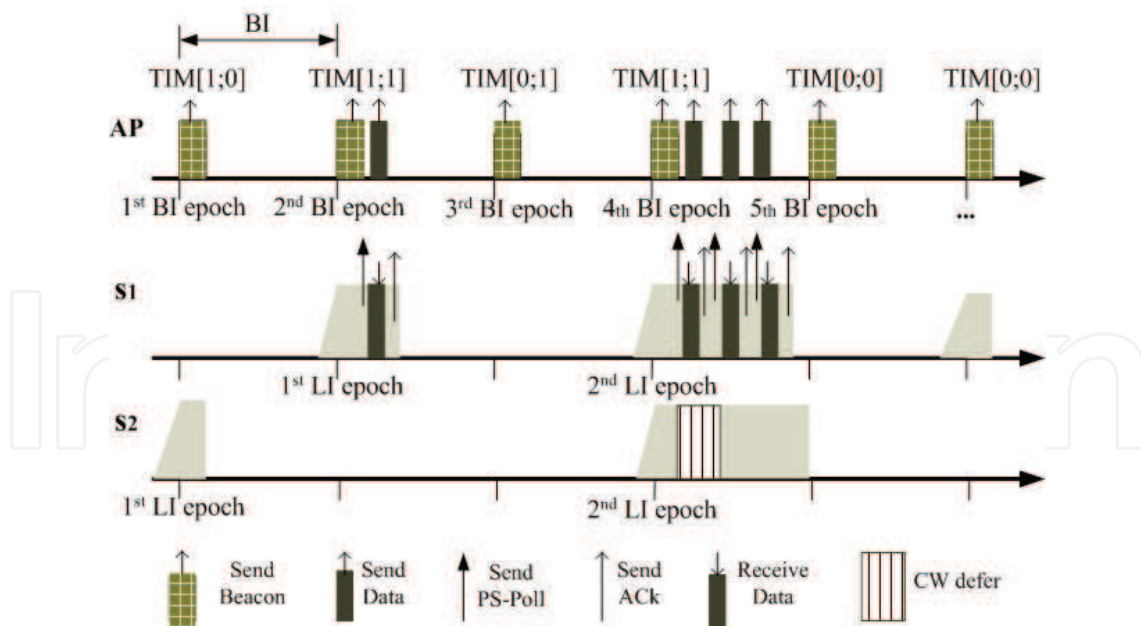 BI
TIM[1;0] TIM[1;1] TIM[0;1] TIM[1;1] TIM[0;0] TIM[0;0]
AP
1st BI epoch 2nd BI epoch 3rd BI epoch 4th BI epoch 5th BI epoch ...
S1
1st LI epoch 2nd LI epoch
S2
1st LI epoch 2nd LI epoch
Send Beacon
Send Data
Send PS-Poll
Send ACk
Receive Data
CW defer